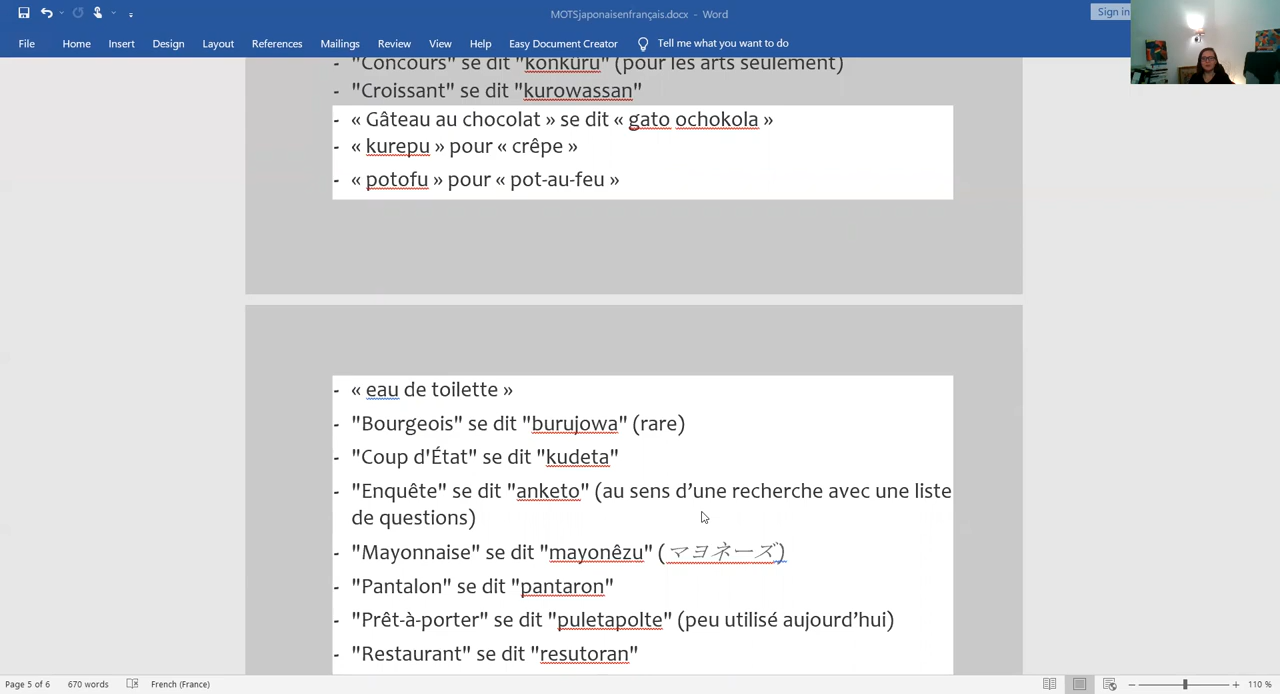 MOTSjaponaisenfrançais.docx - Word
Sign in
File Home Insert Design Layout References Mailings Review View Help Easy Document Creator Tell me what you want to do
- "Concours" se dit "konkuru" (pour les arts seulement)
- "Croissant" se dit "kurowassan"
- « Gâteau au chocolat » se dit « gato ochokola »
- « kurepu » pour « crêpe »
- « potofu » pour « pot-au-feu »
- « eau de toilette »
- "Bourgeois" se dit "burujowa" (rare)
- "Coup d'État" se dit "kudeta"
- "Enquête" se dit "anketo" (au sens d’une recherche avec une liste
de questions)
- "Mayonnaise" se dit "mayonêzu" (マヨネーズ)
- "Pantalon" se dit "pantaron"
- "Prêt-à-porter" se dit "puletapolte" (peu utilisé aujourd’hui)
- "Restaurant" se dit "resutoran"
Page 5 of 6 670 words French (France) 110 %